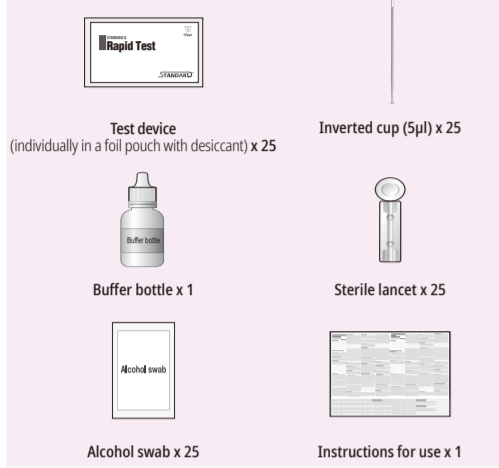 STANDARD Q
Rapid Test
STANDARD
Test device
Inverted cup (5μl) x 25
(individually in a foil pouch with desiccant) x 25
Buffer bottle
Buffer bottle x 1
Sterile lancet x 25
Alcohol swab
Alcohol swab x 25
Instructions for use x 1